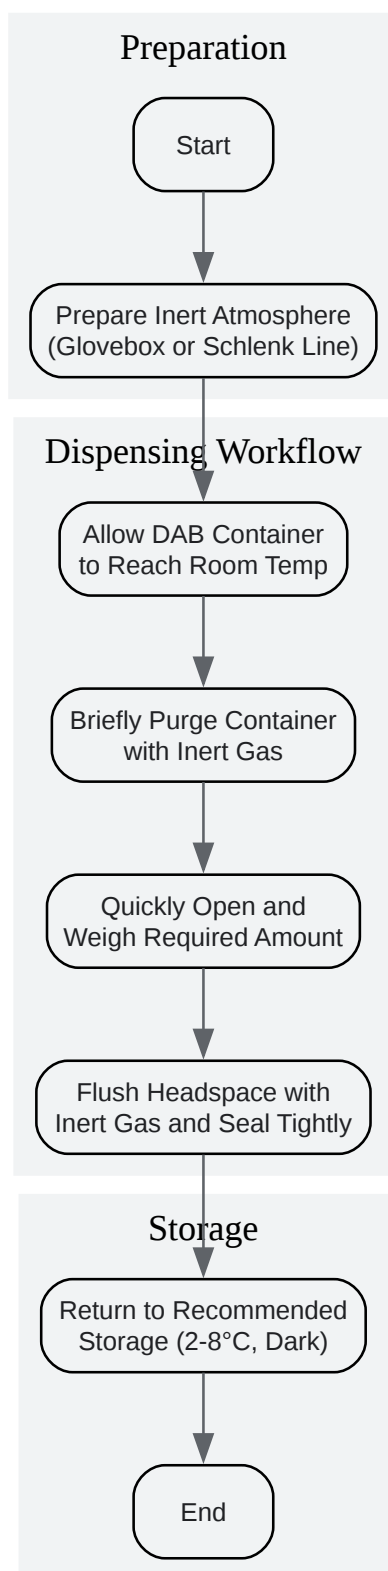 Preparation
Start
Prepare Inert Atmosphere
(Glovebox or Schlenk Line)
Dispensing Workflow
Allow DAB Container
to Reach Room Temp
Briefly Purge Container
with Inert Gas
Quickly Open and
Weigh Required Amount
Flush Headspace with
Inert Gas and Seal Tightly
Storage
Return to Recommended
Storage (2-8°C, Dark)
End